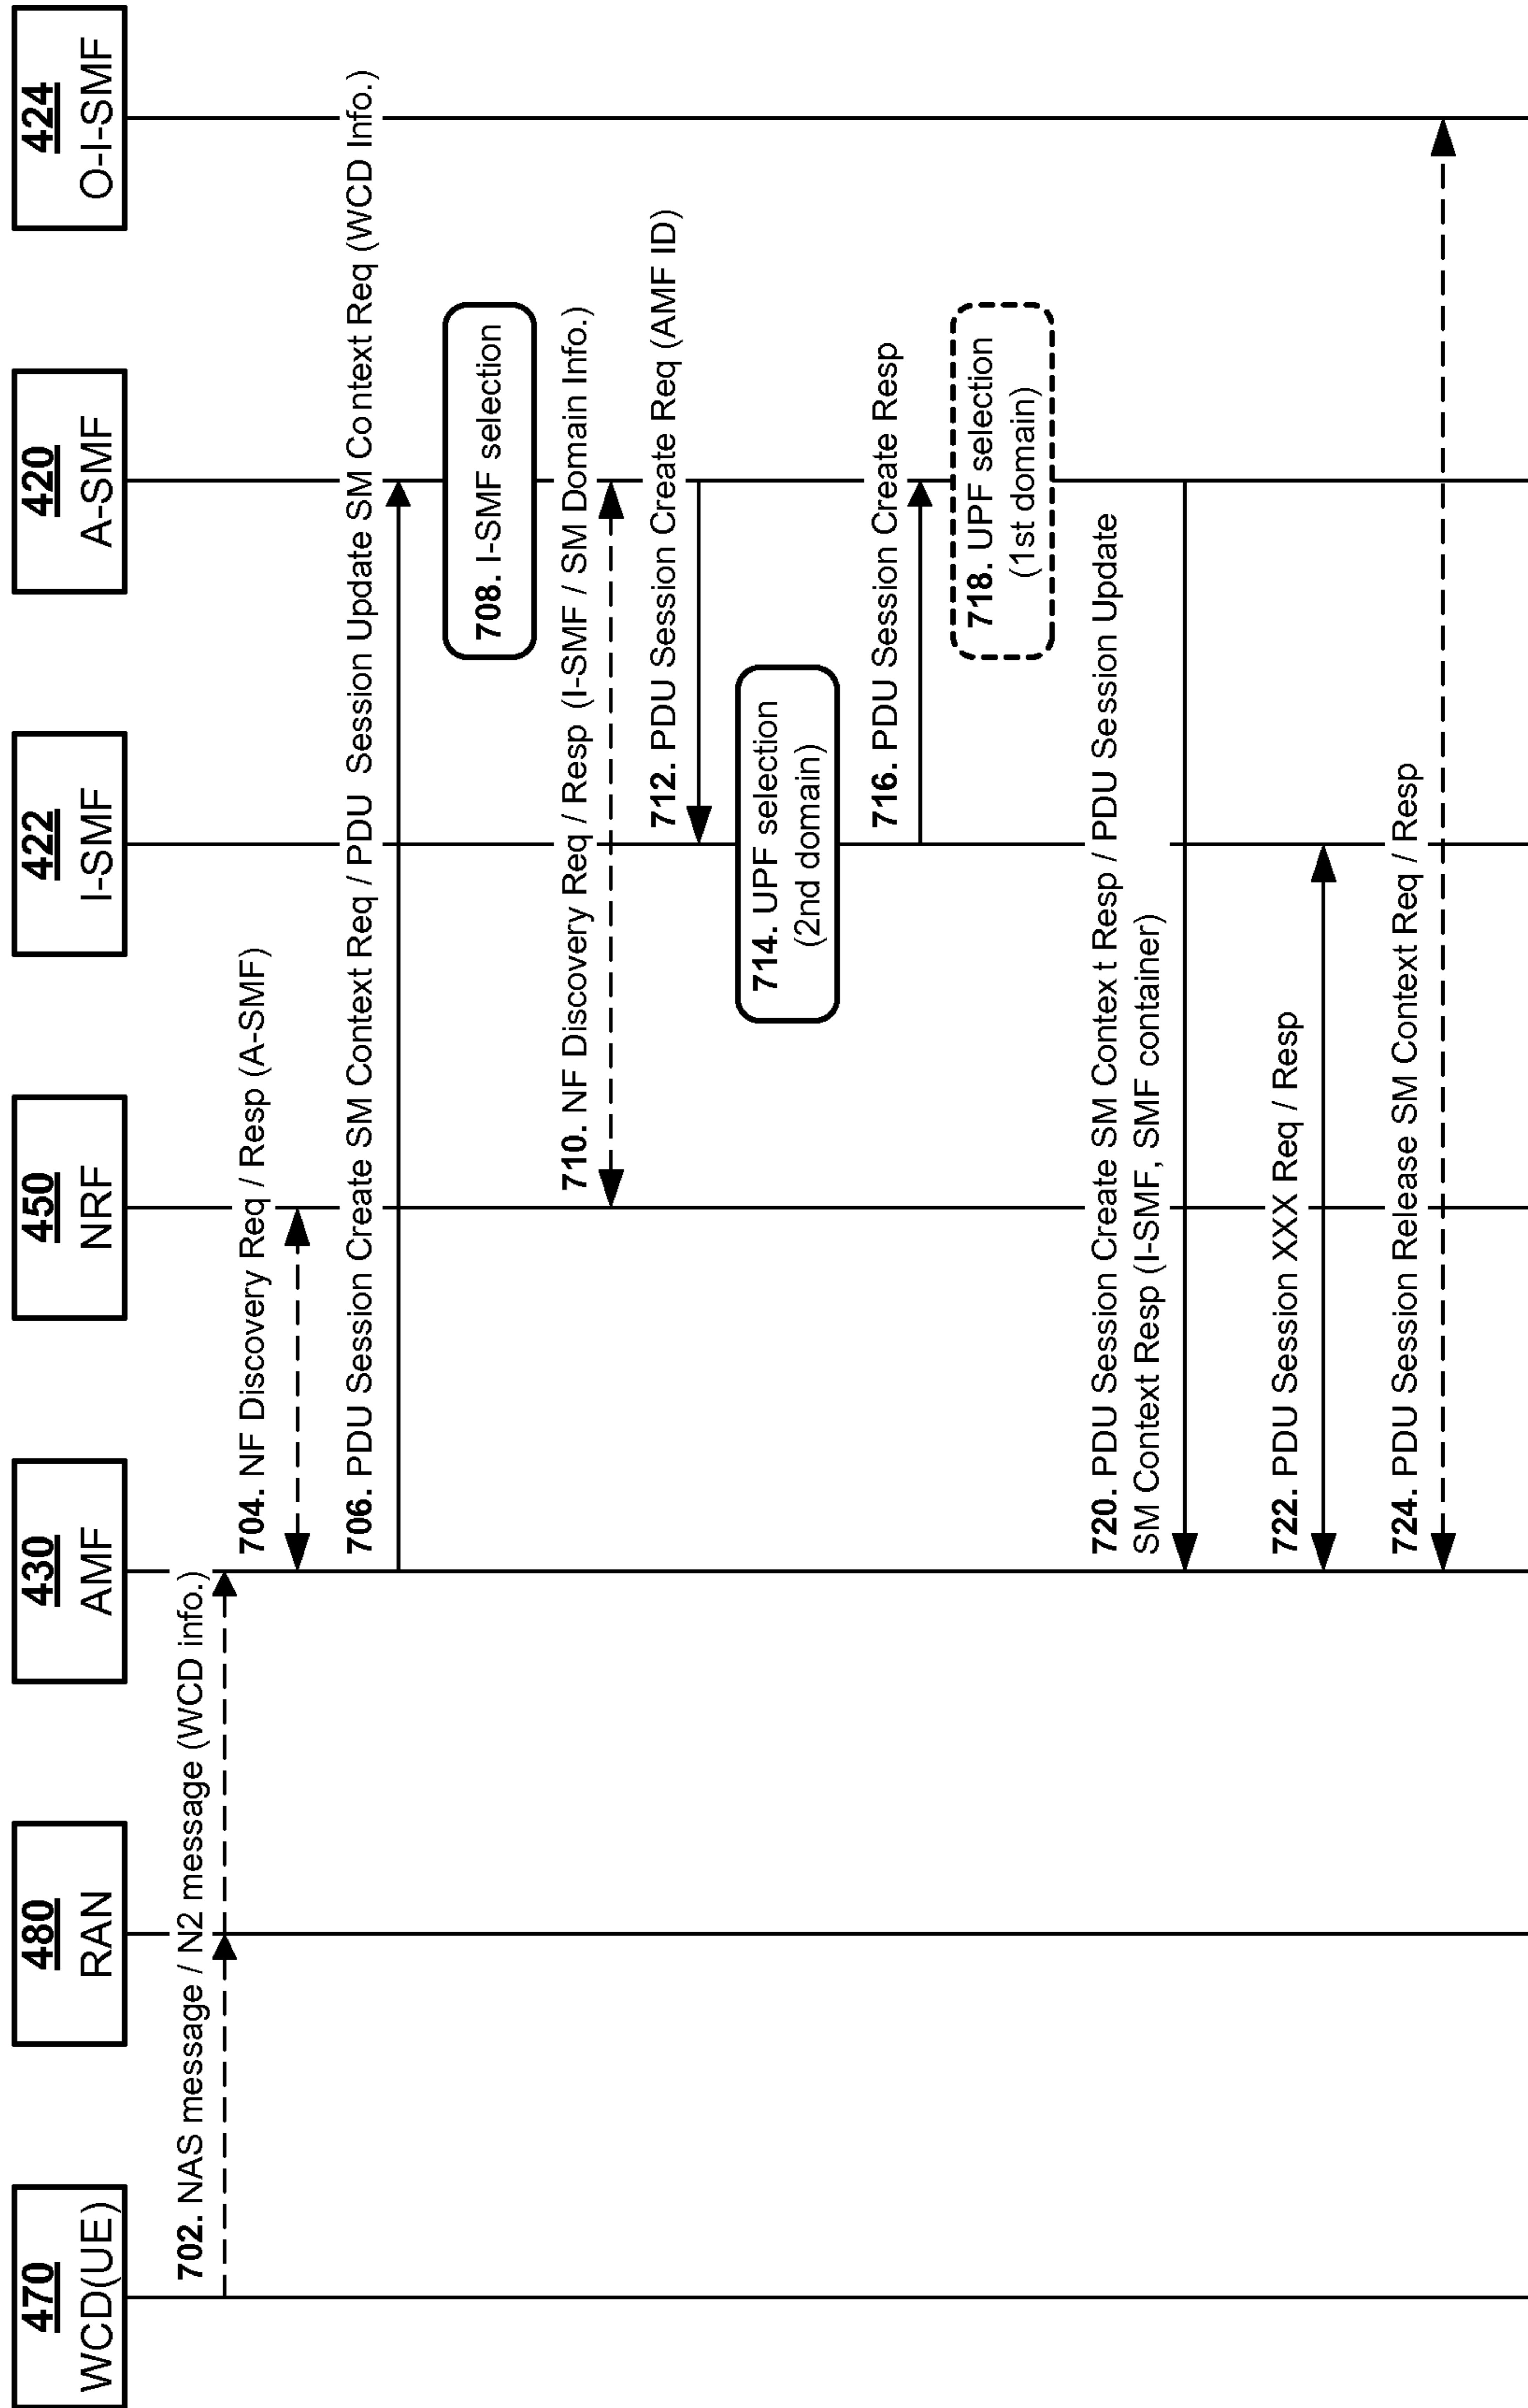 470
WCD(UE)
480
RAN
430
AMF
450
NRF
422
I-SMF
420
A-SMF
424
O-I-SMF
702. NAS message / N2 message (WCD info.)
704. NF Discovery Req / Resp (A-SMF)
706. PDU Session Create SM Context Req / PDU Session Update SM Context Req (WCD Info.)
708. I-SMF selection
710. NF Discovery Req / Resp (I-SMF / SM Domain Info.)
712. PDU Session Create Req (AMF ID)
714. UPF selection
(2nd domain)
716. PDU Session Create Resp
718. UPF selection
(1st domain)
720. PDU Session Create SM Context Resp / PDU Session Update
SM Context Resp (I-SMF, SMF container)
722. PDU Session XXX Req / Resp
724. PDU Session Release SM Context Req / Resp